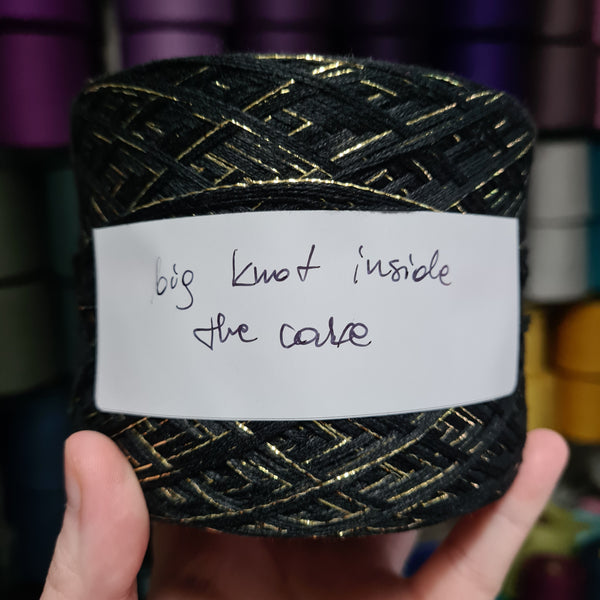 big knot inside
the cake